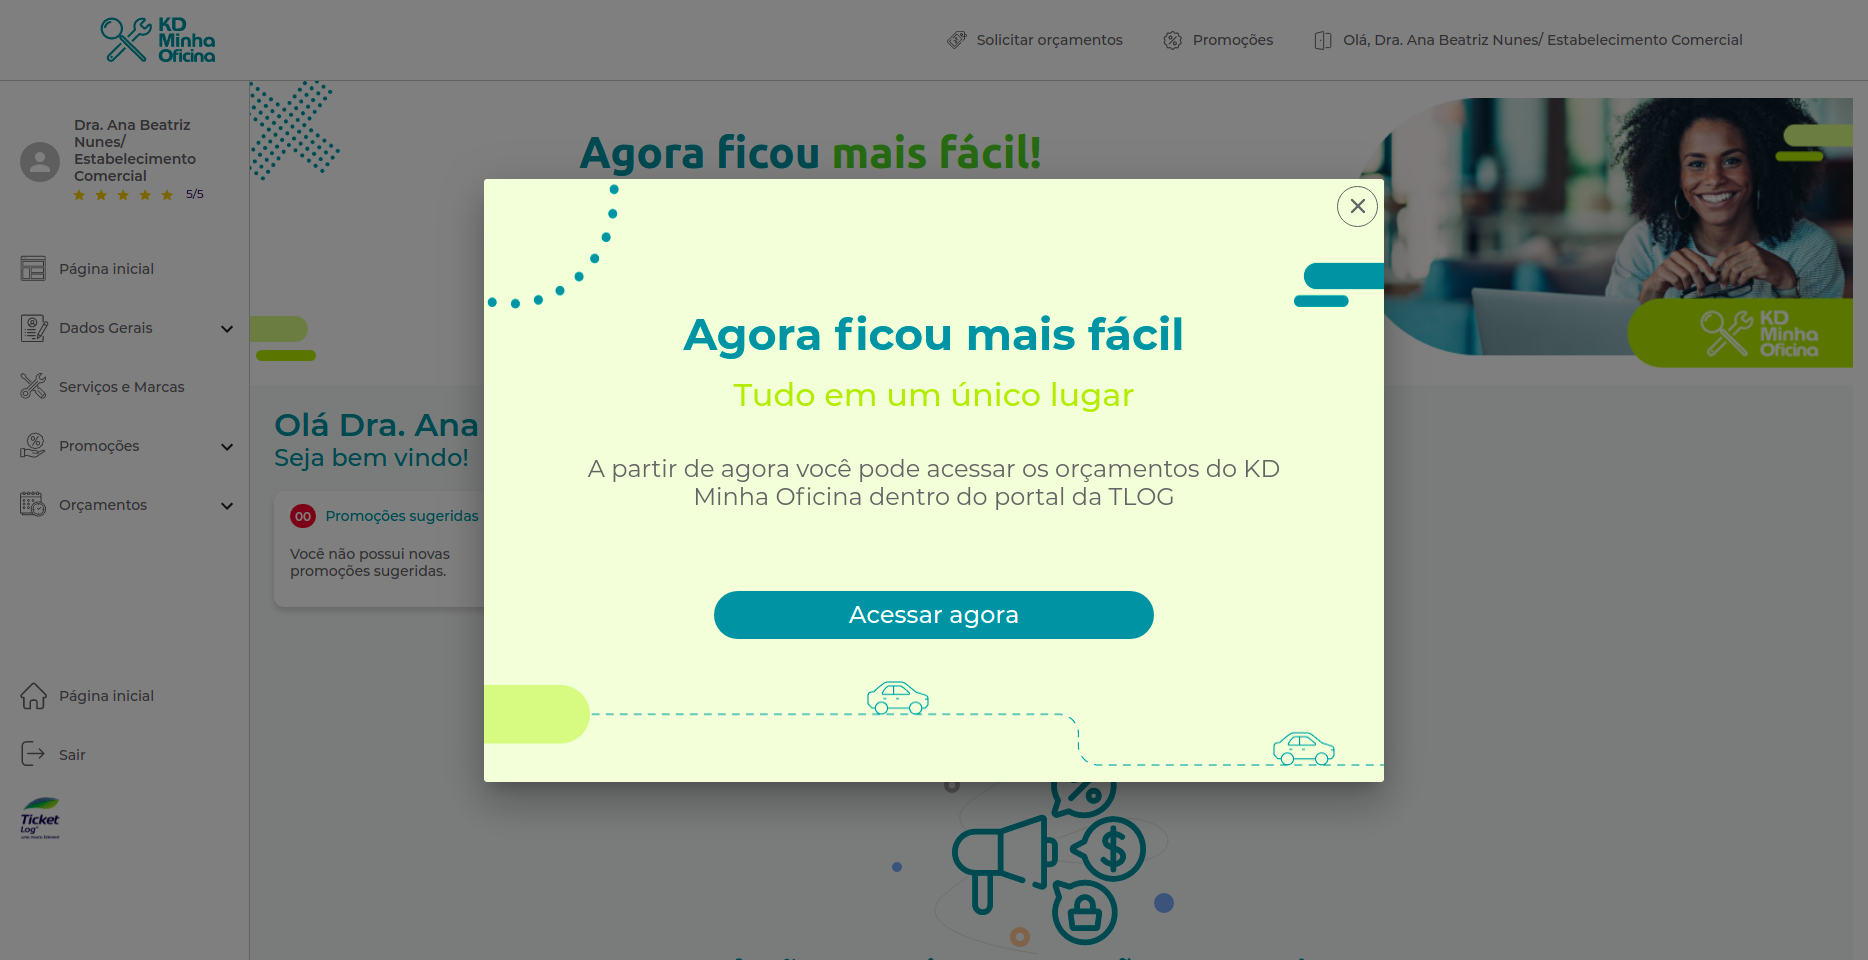 KD
Minha
Oficina
Solicitar orçamentos
Promoções
Olá, Dra. Ana Beatriz Nunes/ Estabelecimento Comercial
Dra. Ana Beatriz
Nunes/
Estabelecimento
Comercial
5/5
Página inicial
Dados Gerais
Serviços e Marcas
Promoções
Orçamentos
Página inicial
Sair
Ticket
Log
Agora ficou mais fácil!
KD
Minha
Oficina
Olá Dra. Ana
Seja bem vindo!
00 Promoções sugeridas
Você não possui novas
promoções sugeridas.
Agora ficou mais fácil
Tudo em um único lugar
A partir de agora você pode acessar os orçamentos do KD
Minha Oficina dentro do portal da TLOG
Acessar agora